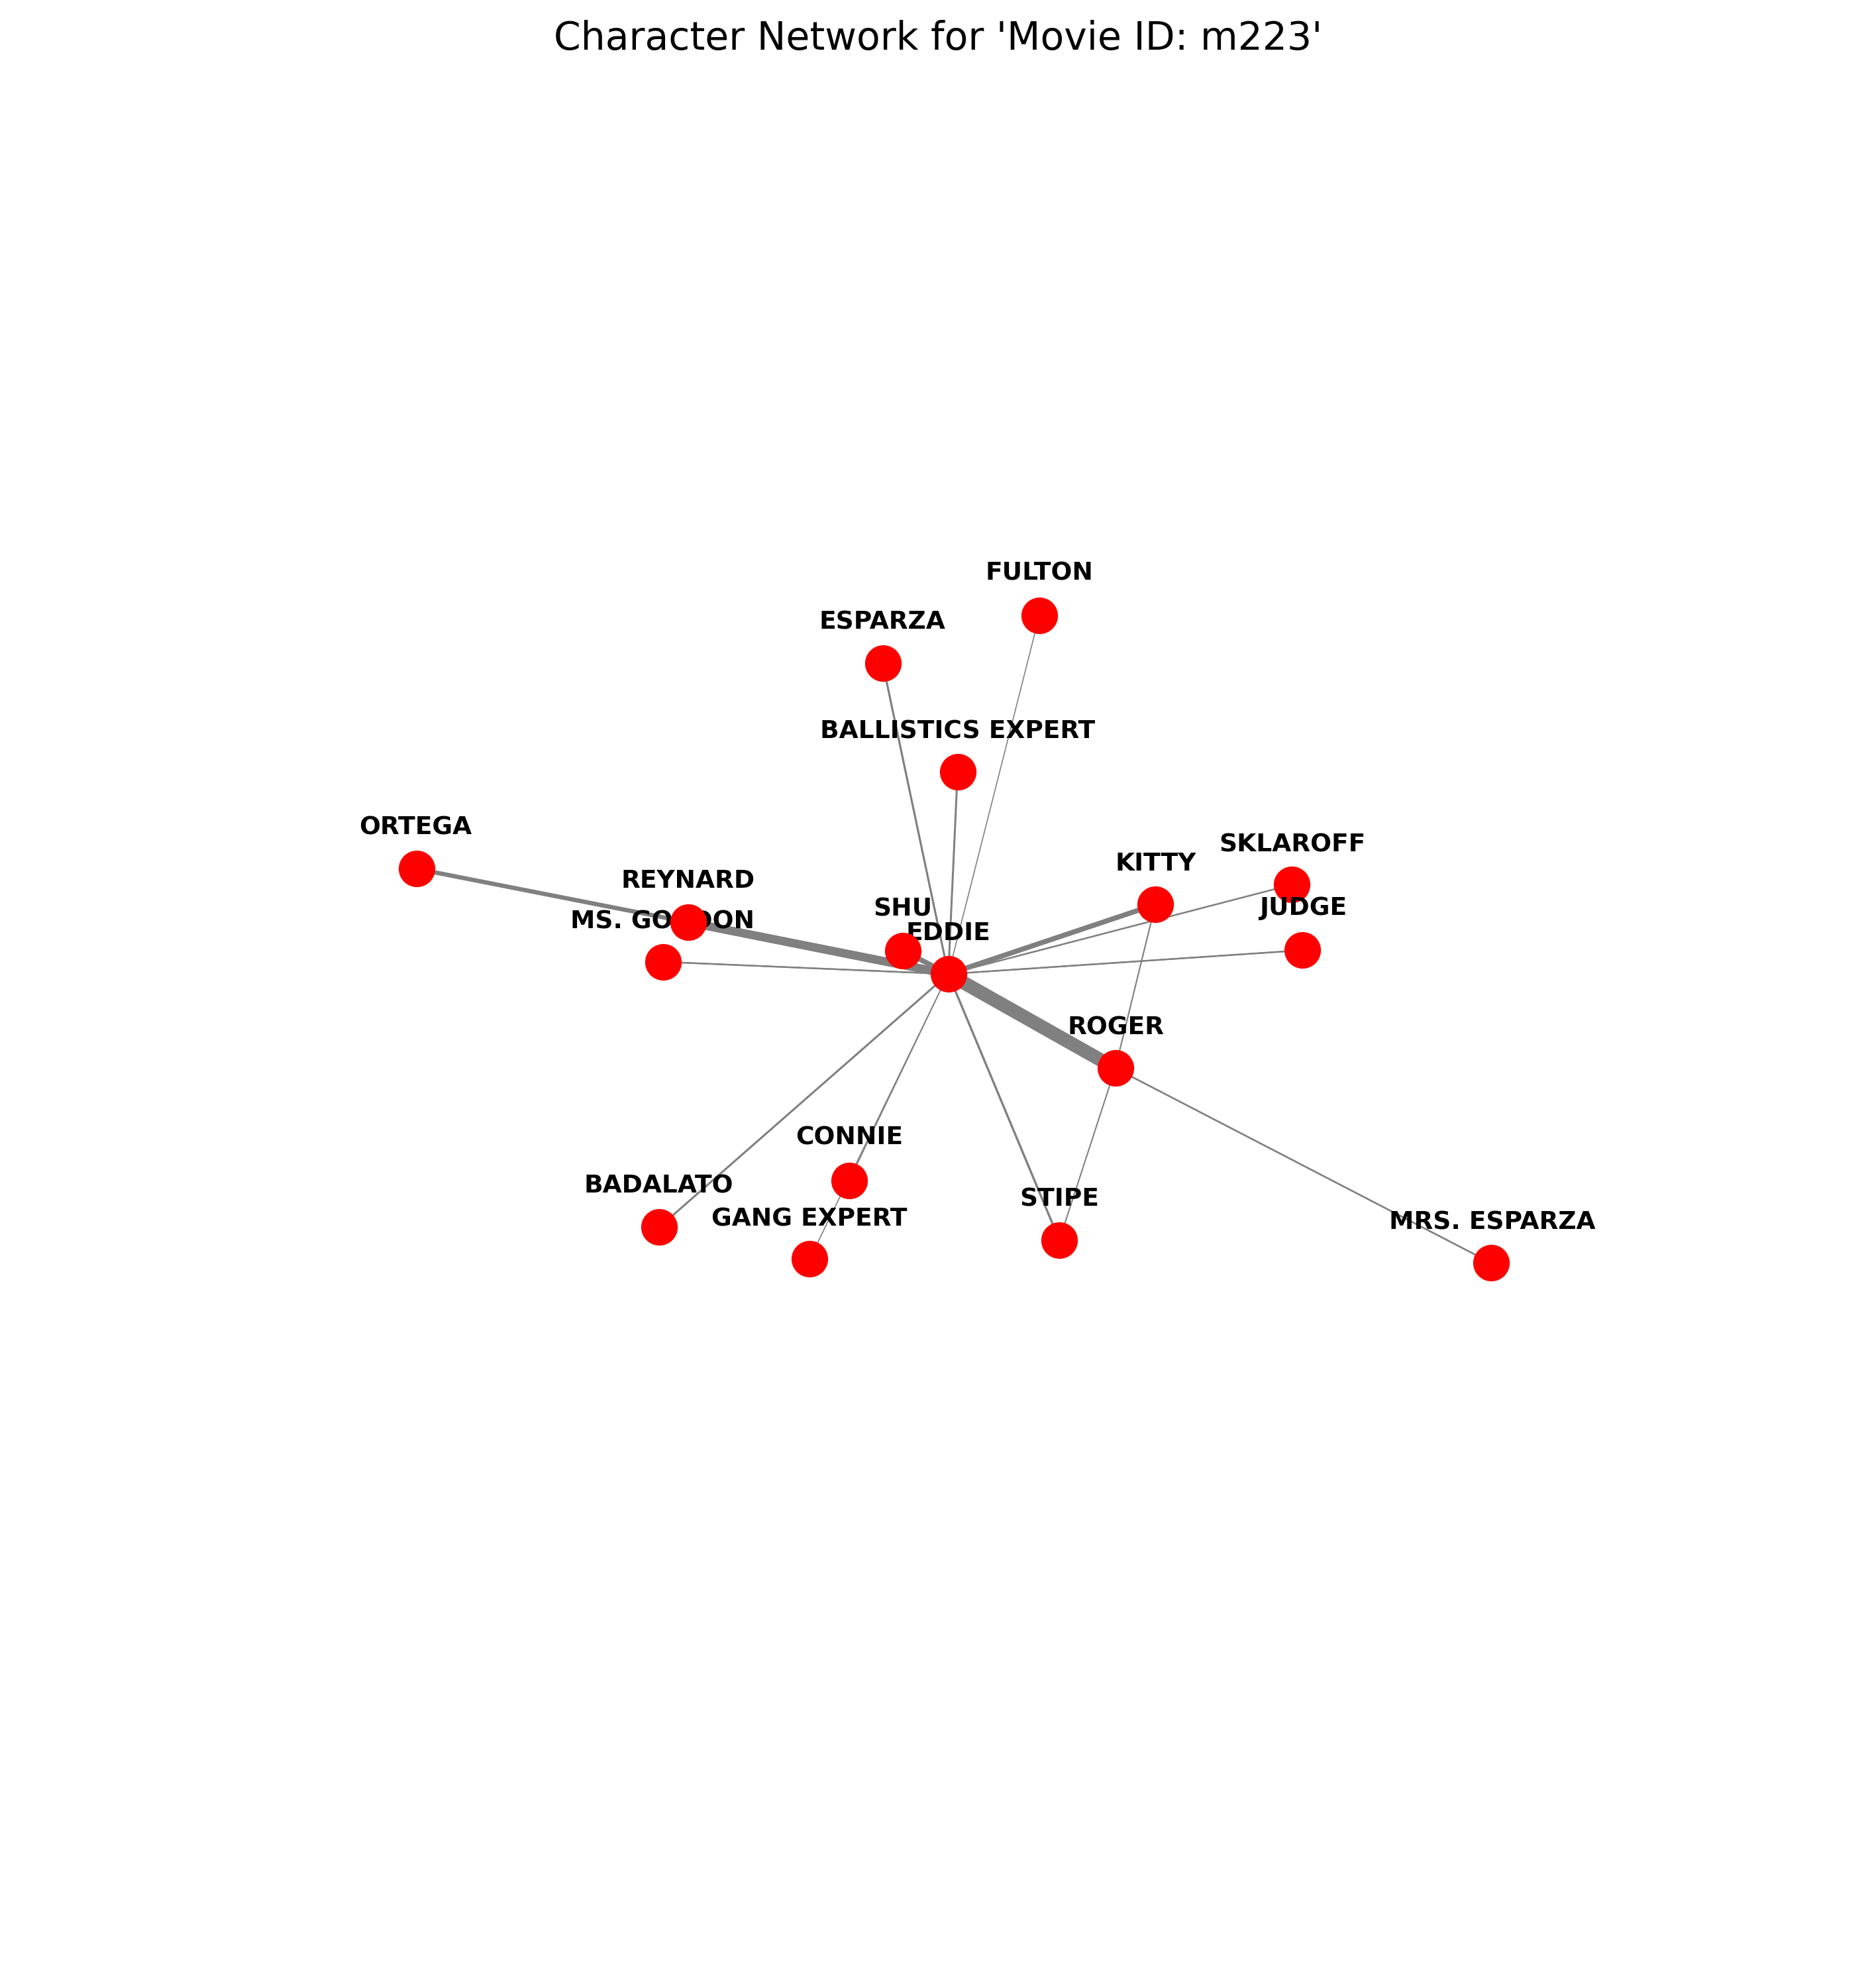 Character Network for 'Movie ID: m223'
FULTON
ESPARZA
BALLISTICS EXPERT
ORTEGA
SKLAROFF
KITTY
REYNARD
SHU
JUDGE
MS. GORDON
EDDIE
ROGER
CONNIE
BADALATO
STIPE
GANG EXPERT
MRS. ESPARZA